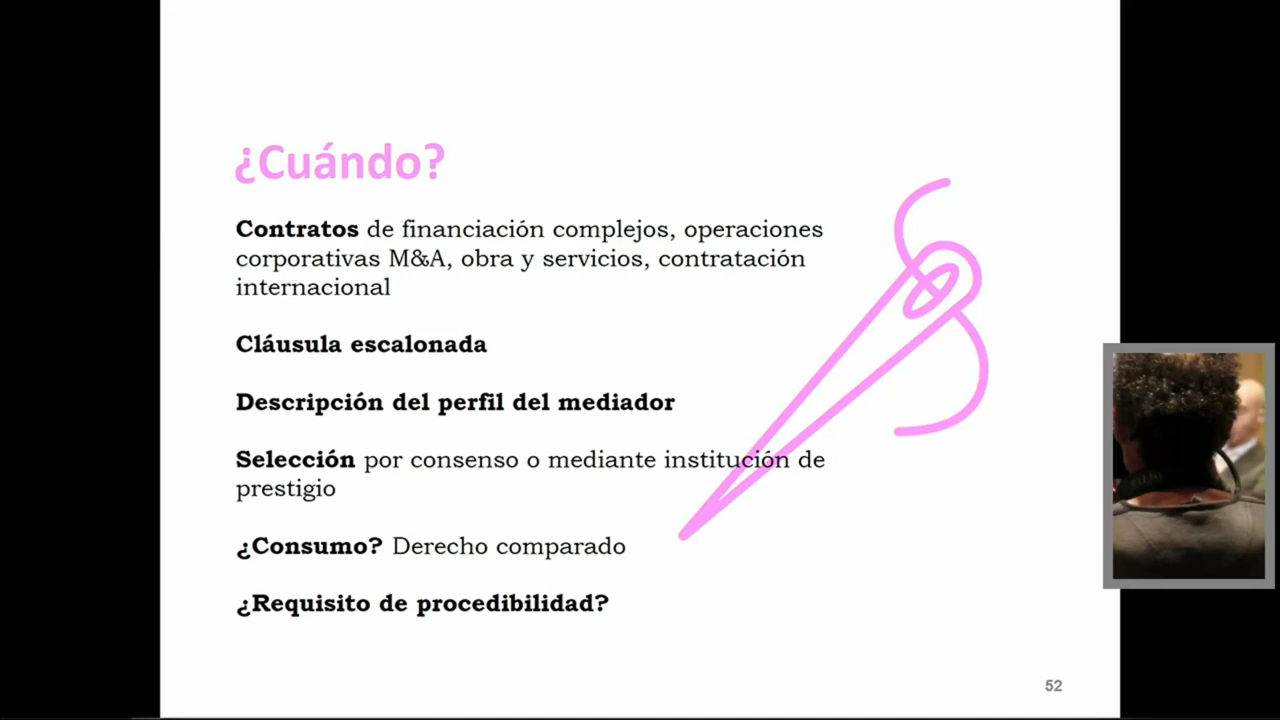 ¿Cuándo?
Contratos de financiación complejos, operaciones
corporativas M&A, obra y servicios, contratación
internacional
Cláusula escalonada
Descripción del perfil del mediador
Selección por consenso o mediante institución de
prestigio
¿Consumo? Derecho comparado
¿Requisito de procedibilidad?
52